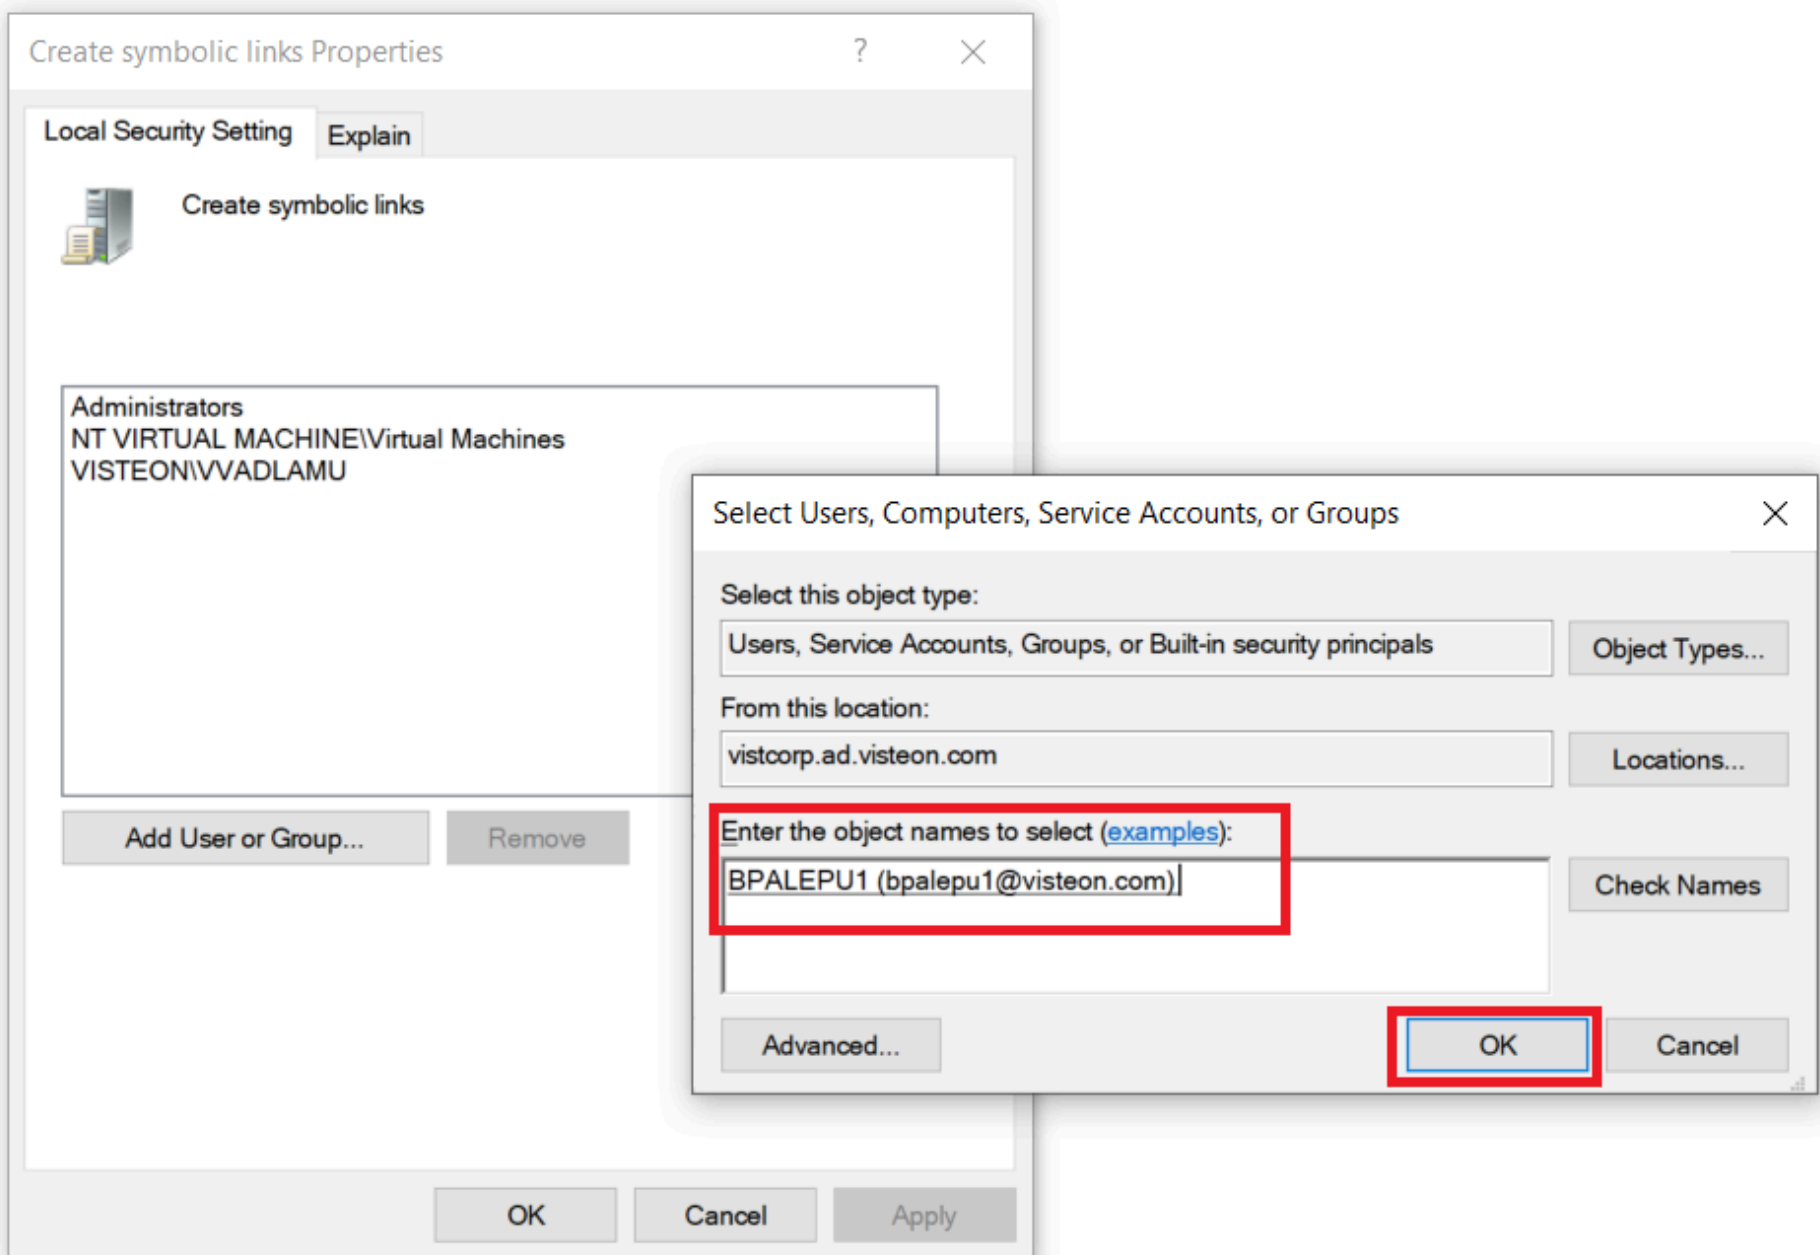 Create symbolic links Properties
?
Local Security Setting
Explain
Create symbolic links
Administrators
NT VIRTUAL MACHINE\Virtual Machines
VISTEON\VVADLAMU
Add User or Group...
Remove
OK
Cancel
Apply
Select Users, Computers, Service Accounts, or Groups
Select this object type:
Users, Service Accounts, Groups, or Built-in security principals
Object Types...
From this location:
vistcorp.ad.visteon.com
Locations...
Enter the object names to select (examples):
BPALEPU1 (bpalepu1@visteon.com)
Check Names
Advanced...
OK
Cancel